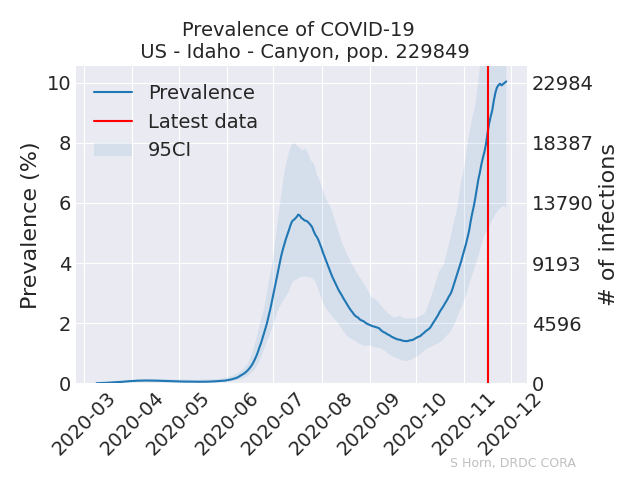 Prevalence of COVID-19
US - Idaho - Canyon, pop. 229849
Prevalence
Latest data
95CI
Prevalence (%)
10
8
6
4
2
0
22984
18387
13790
9193
4596
0
# of infections
2020-03
2020-04
2020-05
2020-06
2020-07
2020-08
2020-09
2020-10
2020-11
2020-12
S Horn, DRDC CORA